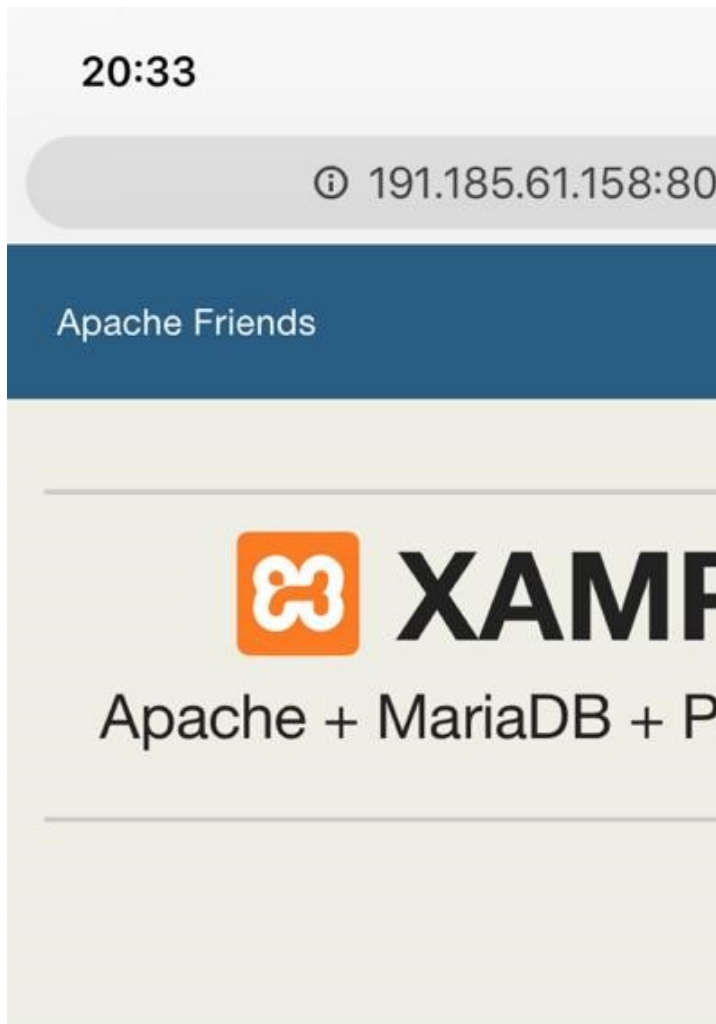 20:33
191.185.61.158:80
Apache Friends
XAMP
Apache + MariaDB + P